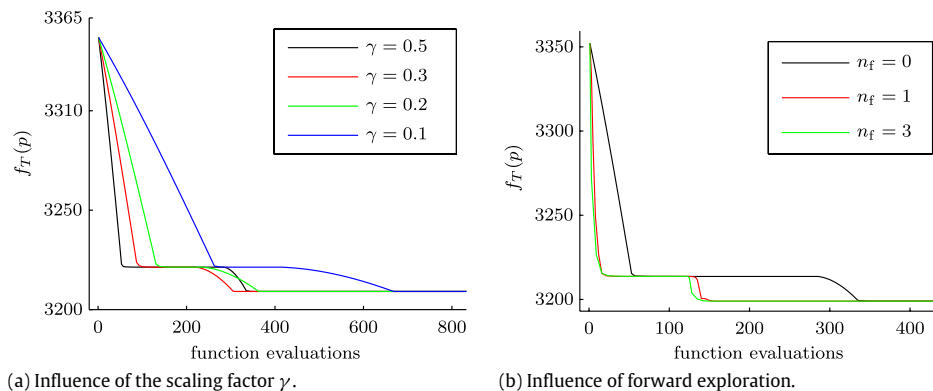 3365
3310
3250
3200
f_T(p)
0
200
400
600
800
function evaluations
γ = 0.5
γ = 0.3
γ = 0.2
γ = 0.1
(a) Influence of the scaling factor γ.
3350
3300
3250
3200
f_T(p)
0
100
200
300
400
function evaluations
n_f = 0
n_f = 1
n_f = 3
(b) Influence of forward exploration.